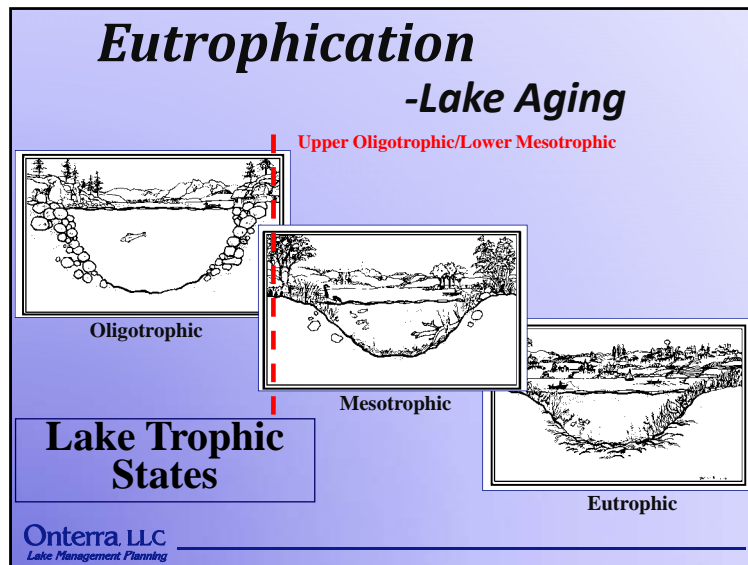 Eutrophication
-Lake Aging
Upper Oligotrophic/Lower Mesotrophic
Oligotrophic
Mesotrophic
Eutrophic
Lake Trophic
States
Onterra, LLC
Lake Management Planning